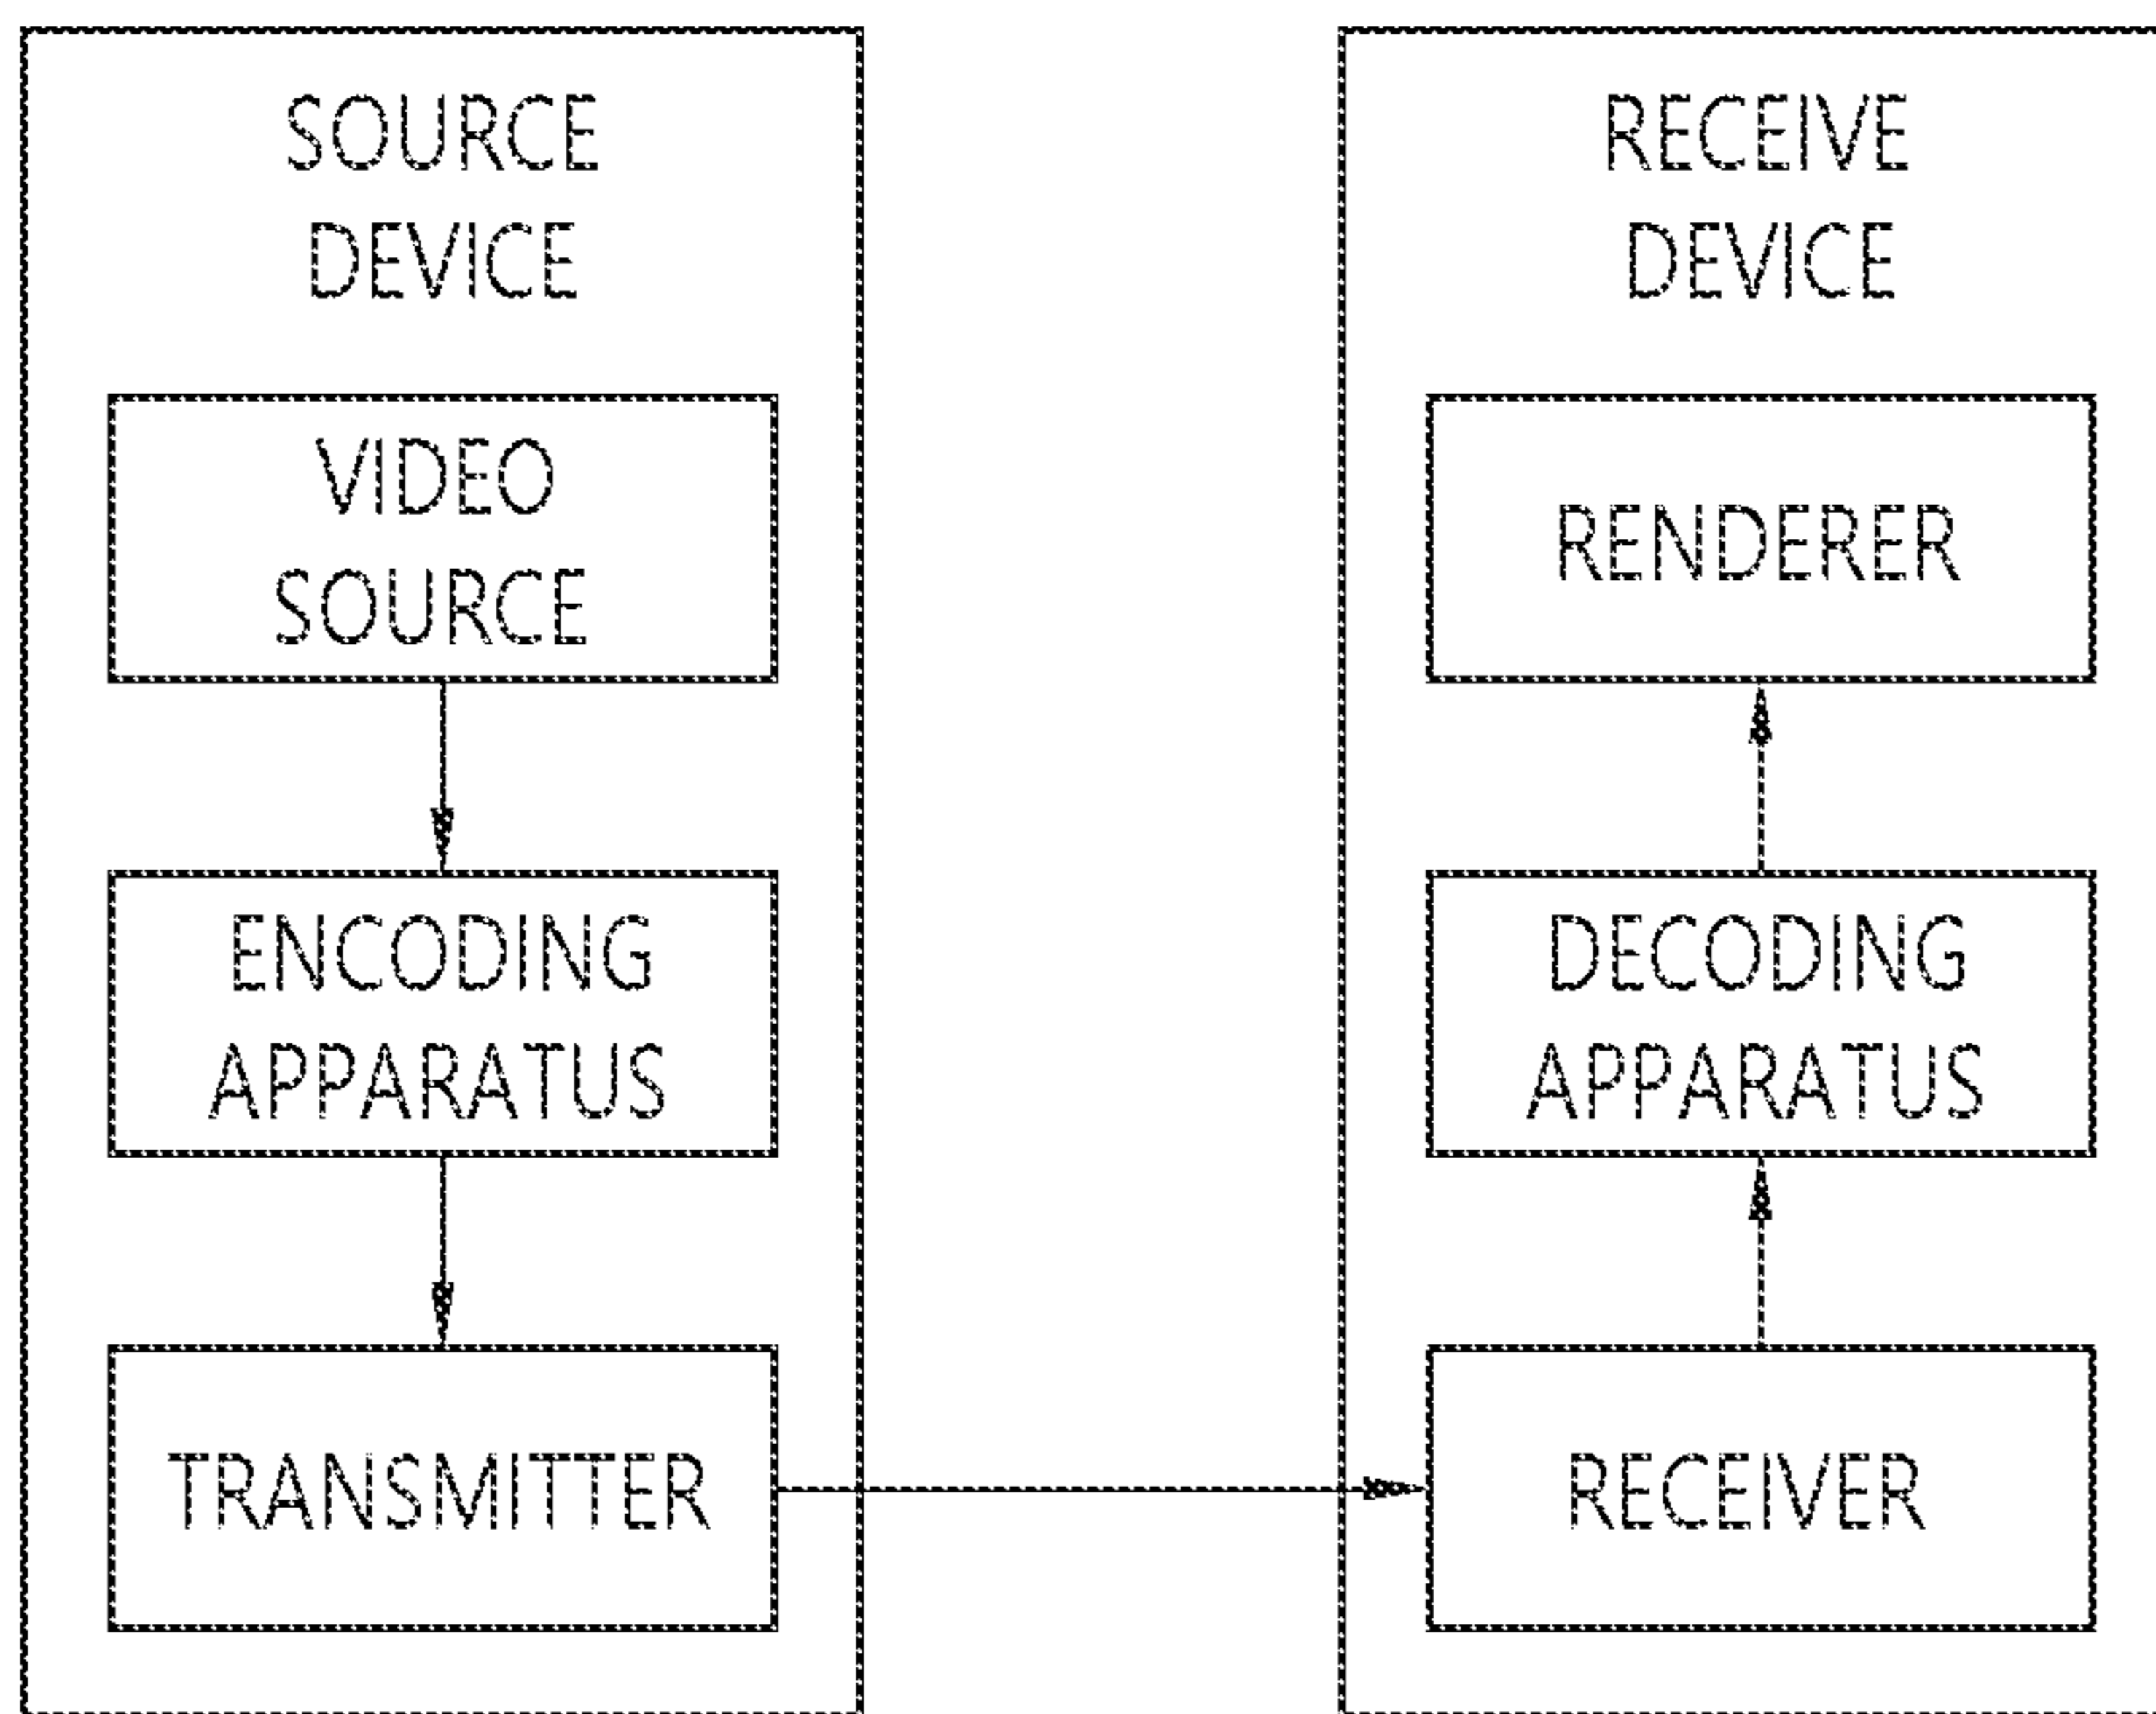 SOURCE
DEVICE
VIDEO
SOURCE
ENCODING
APPARATUS
TRANSMITTER
RECEIVE
DEVICE
RENDERER
DECODING
APPARATUS
RECEIVER